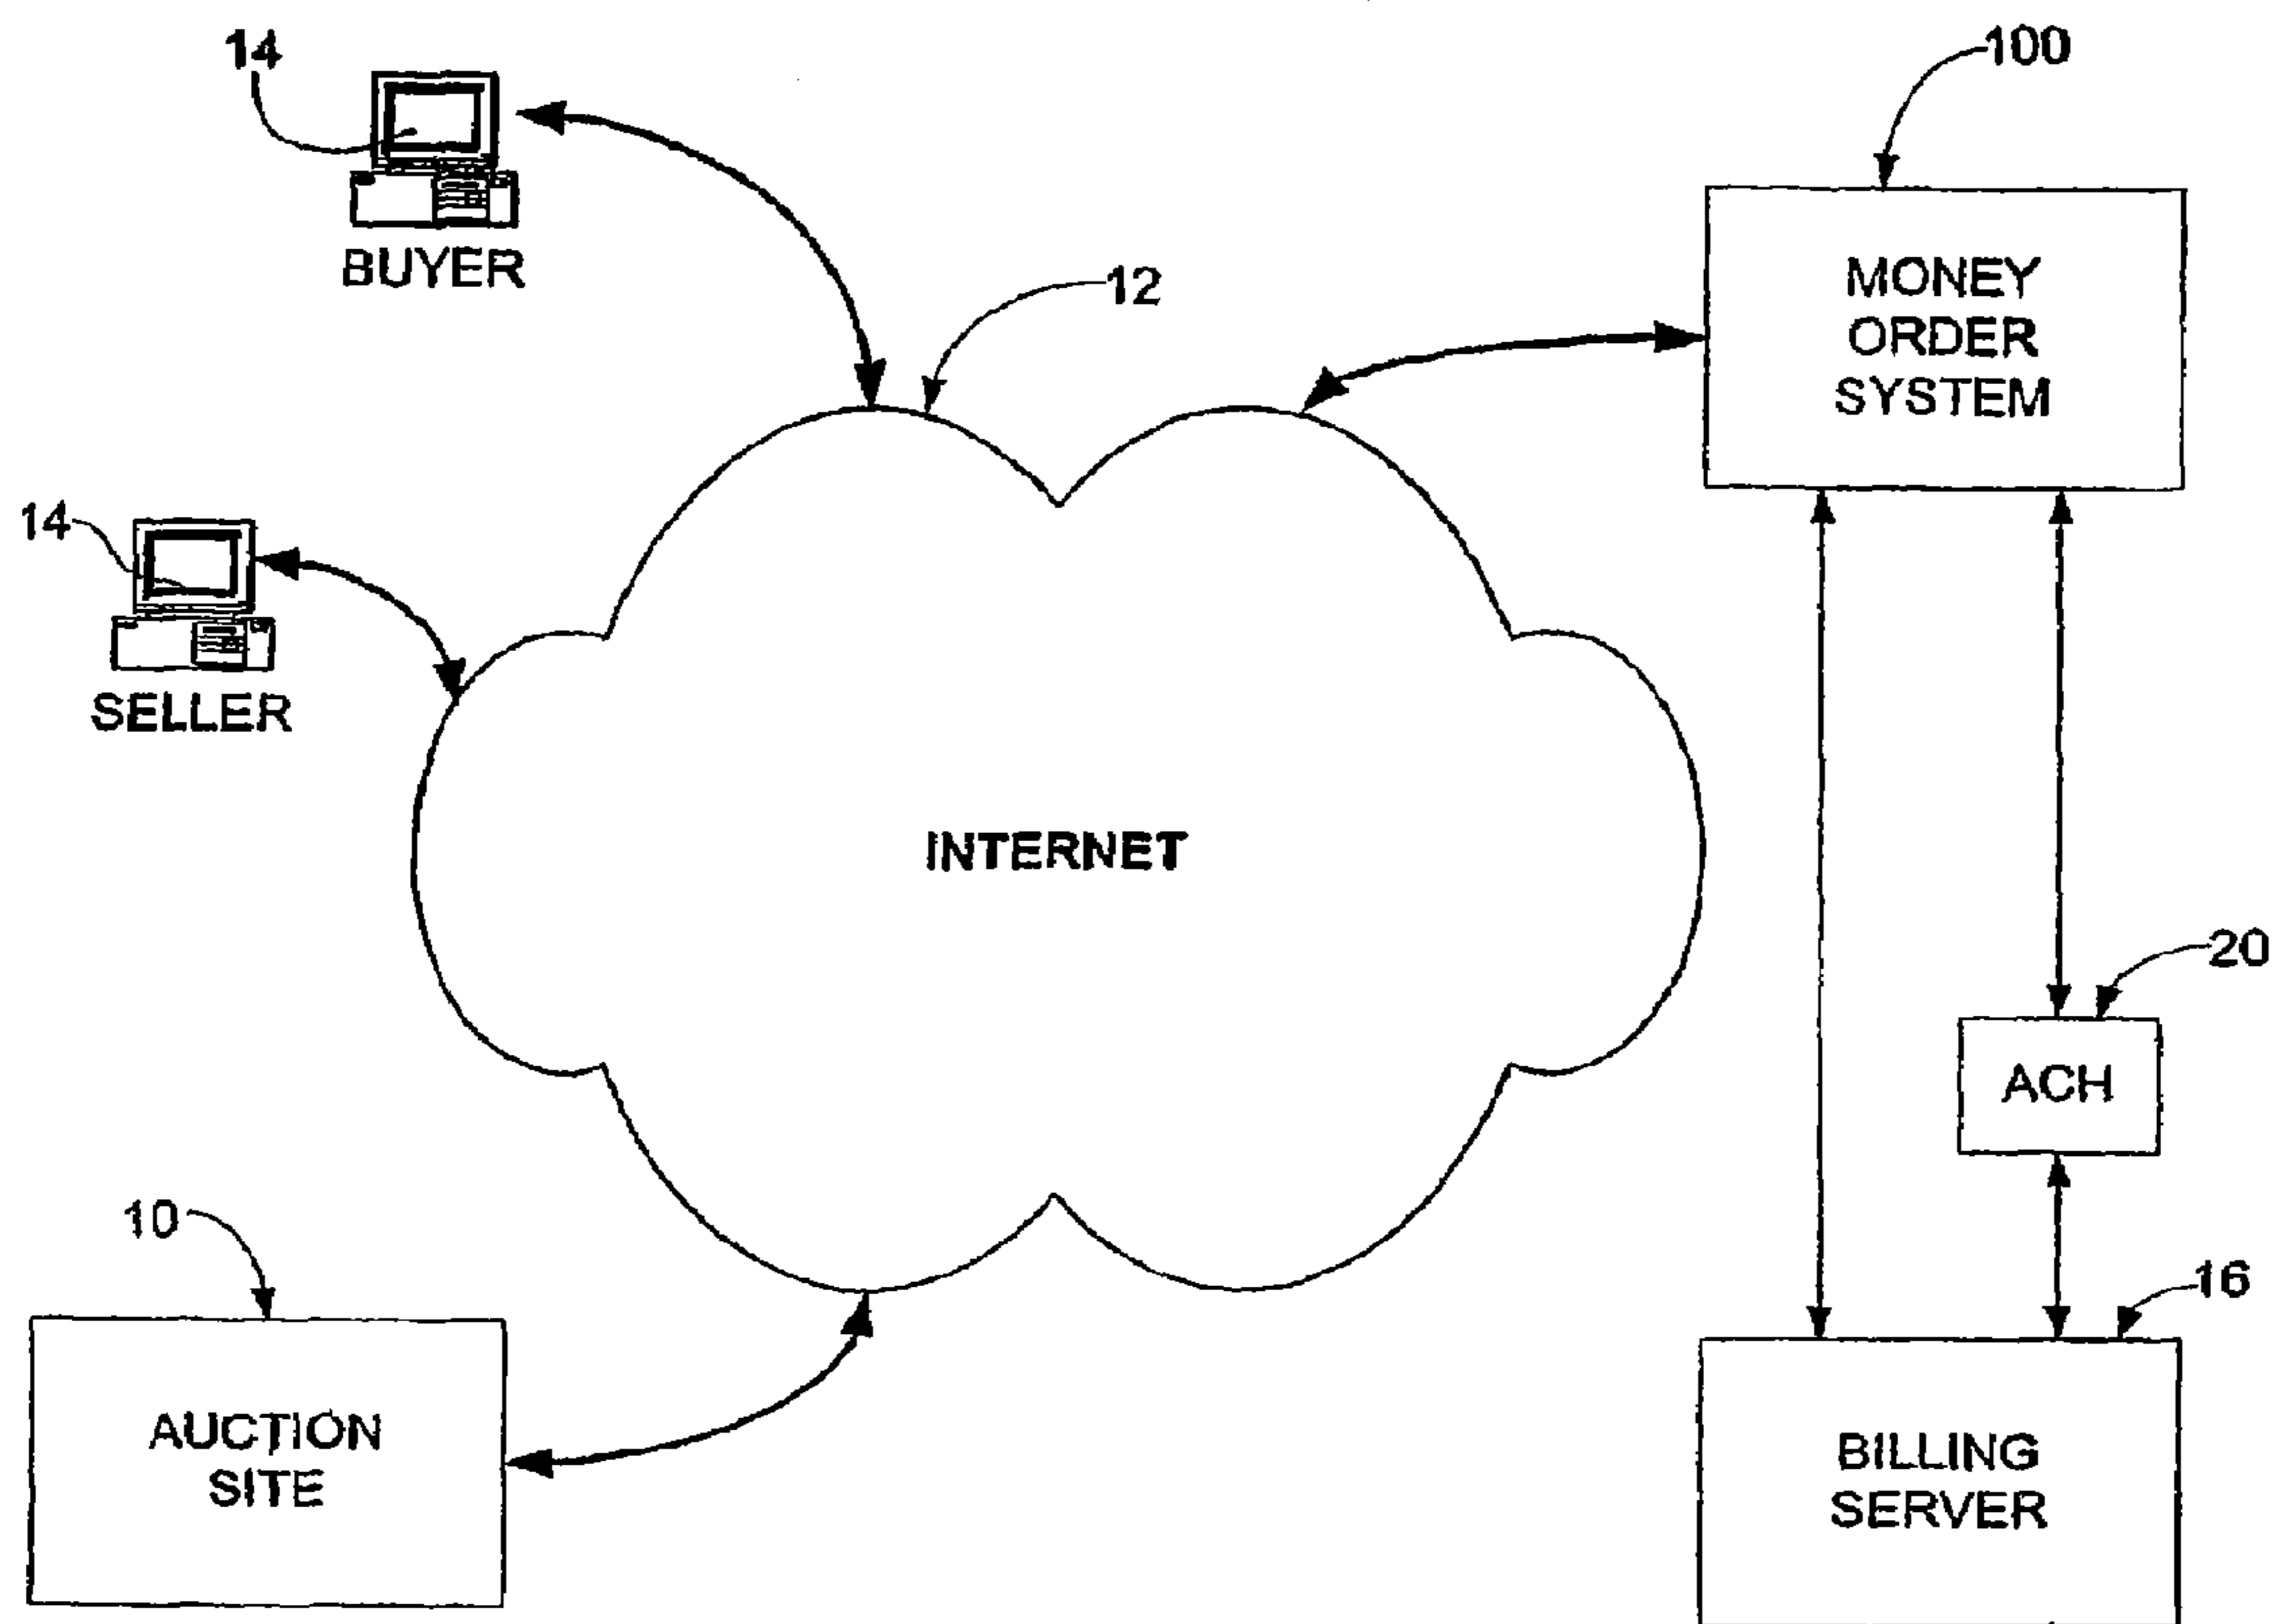 14
100
BUYER
12
MONEY
ORDER
SYSTEM
14
SELLER
INTERNET
20
ACH
10
16
AUCTION
SITE
BILLING
SERVER